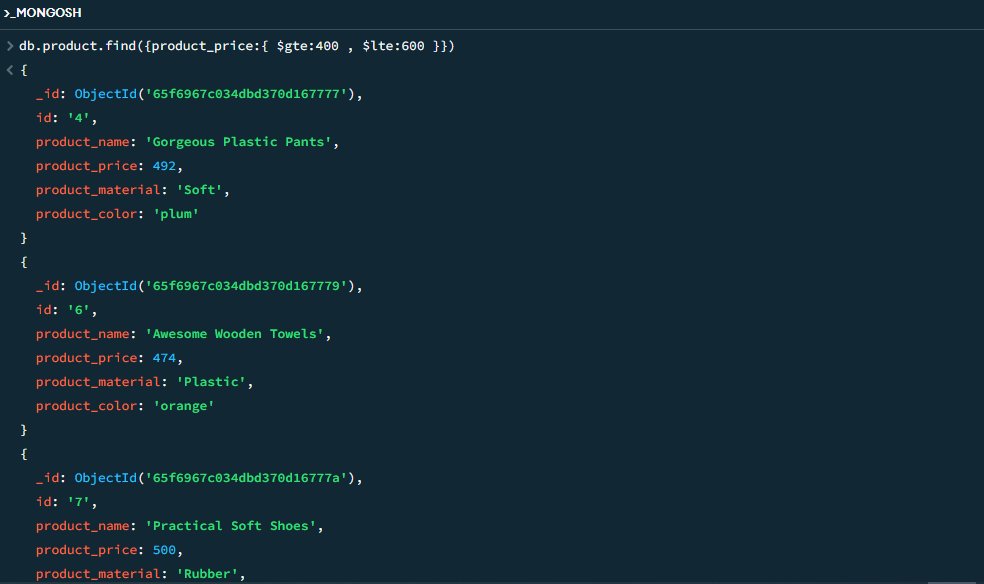 >_MONGOSH
> db.product.find({product_price:{ $gte:400 , $lte:600 }})
< {
_id: ObjectId('65f6967c034dbd370d167777'),
id: '4',
product_name: 'Gorgeous Plastic Pants',
product_price: 492,
product_material: 'Soft',
product_color: 'plum'
}
{
_id: ObjectId('65f6967c034dbd370d167779'),
id: '6',
product_name: 'Awesome Wooden Towels',
product_price: 474,
product_material: 'Plastic',
product_color: 'orange'
}
{
_id: ObjectId('65f6967c034dbd370d16777a'),
id: '7',
product_name: 'Practical Soft Shoes',
product_price: 500,
product_material: 'Rubber',